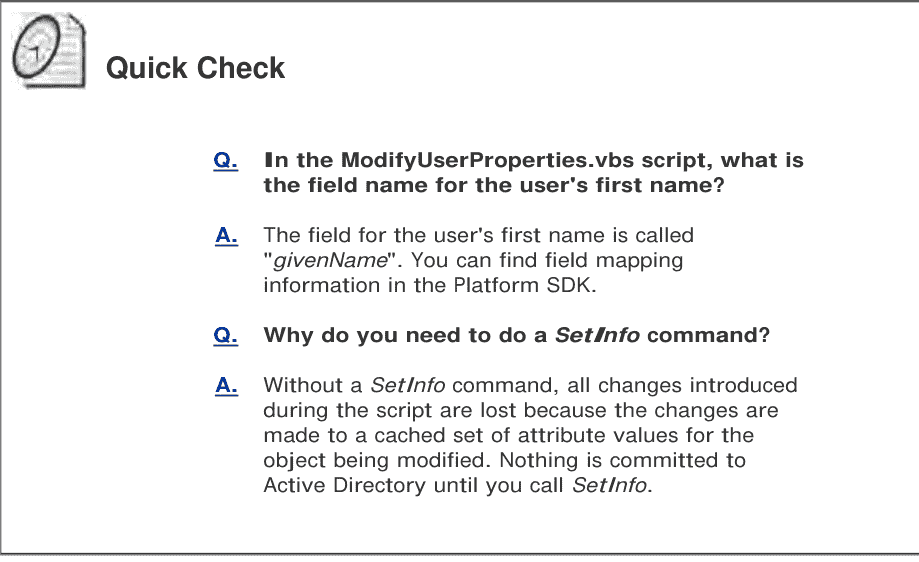 Quick Check
Q. In the ModifyUserProperties.vbs script, what is
the field name for the user's first name?
A. The field for the user's first name is called
"givenName". You can find field mapping
information in the Platform SDK.
Q. Why do you need to do a SetInfo command?
A. Without a SetInfo command, all changes introduced
during the script are lost because the changes are
made to a cached set of attribute values for the
object being modified. Nothing is committed to
Active Directory until you call SetInfo.